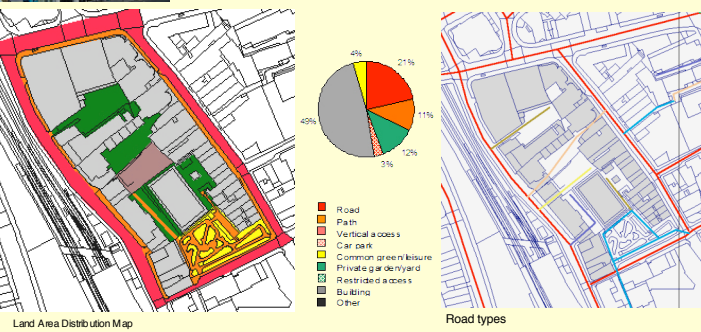 4%
21%
49%
11%
12%
3%
Road
Path
Vertical access
Car park
Common green/leisure
Private garden/yard
Restricted access
Building
Other
Land Area Distribution Map
Road types